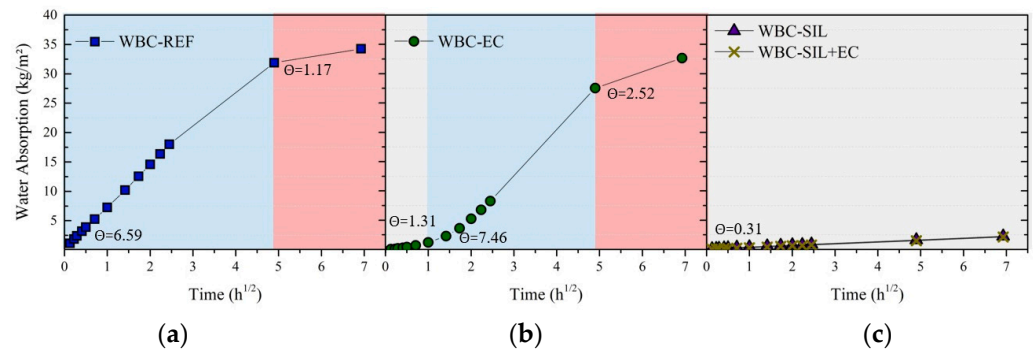 40
35
30
25
20
15
10
5
Water Absorption (kg/m²)
WBC-REF
Θ=1.17
Θ=6.59
0 1 2 3 4 5 6 7
Time (h^1/2)
(a)
WBC-EC
Θ=2.52
Θ=1.31
Θ=7.46
0 1 2 3 4 5 6 7
Time (h^1/2)
(b)
WBC-SIL
WBC-SIL+EC
Θ=0.31
0 1 2 3 4 5 6 7
Time (h^1/2)
(c)